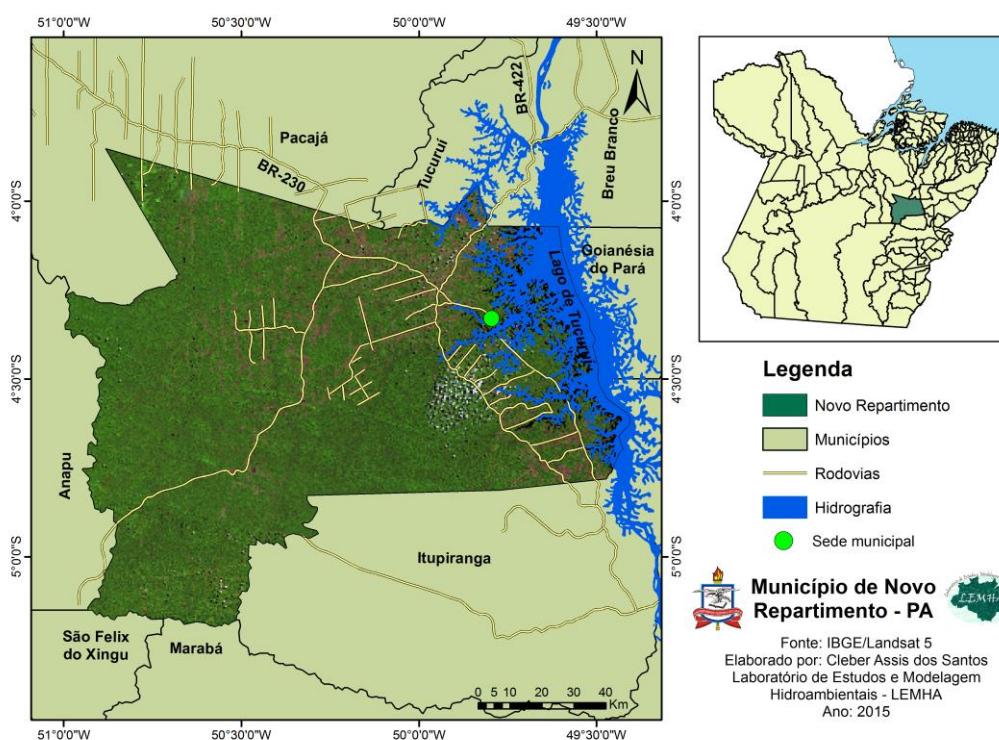 51°0'0"W
50°30'0"W
50°0'0"W
49°30'0"W
4°0'0"S
4°30'0"S
5°0'0"S
4°0'0"S
4°30'0"S
5°0'0"S
51°0'0"W
50°30'0"W
50°0'0"W
49°30'0"W
N
BR-422
Pacajá
Tucuruí
Breu Branco
BR-230
Goianésia
do Pará
Lago de Tucuruí
Anapu
Itupiranga
São Felix
do Xingu
Marabá
0 5 10 20 30 40
Km
Legenda
Novo Repartimento
Municípios
Rodovias
Hidrografia
Sede municipal
Município de Novo
Repartimento - PA
LEMHA
Fonte: IBGE/Landsat 5
Elaborado por: Cleber Assis dos Santos
Laboratório de Estudos e Modelagem
Hidroambientais - LEMHA
Ano: 2015